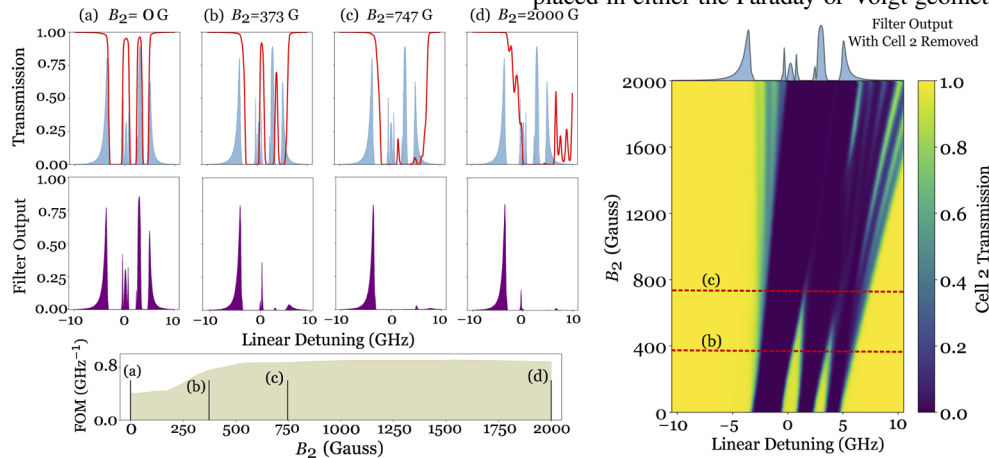 placed in either the Faraday or Voigt geomet
(a) B2= 0 G
(b) B2=373 G
(c) B2=747 G
(d) B2=2000 G
Filter Output
With Cell 2 Removed
Transmission
1.00
0.75
0.50
0.25
0.00
Filter Output
1.00
0.75
0.50
0.25
0.00
−10 0 10
−10 0 10
−10 0 10
−10 0 10
Linear Detuning (GHz)
FOM (GHz−1)
0.8
0.0
(a)
(b)
(c)
(d)
0 250 500 750 1000 1250 1500 1750 2000
B2 (Gauss)
B2 (Gauss)
2000
1600
1200
800
400
0
(c)
(b)
−10 −5 0 5 10
Linear Detuning (GHz)
1.0
0.8
0.6
0.4
0.2
0.0
Cell 2 Transmission